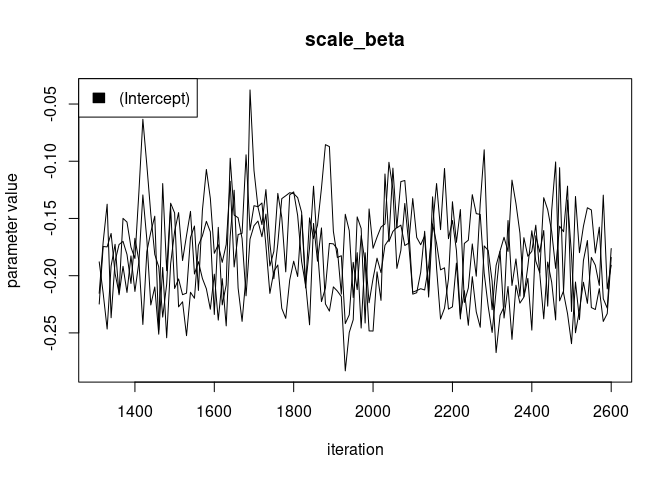 scale_beta
(Intercept)
parameter value
-0.05
-0.10
-0.15
-0.20
-0.25
1400 1600 1800 2000 2200 2400 2600
iteration